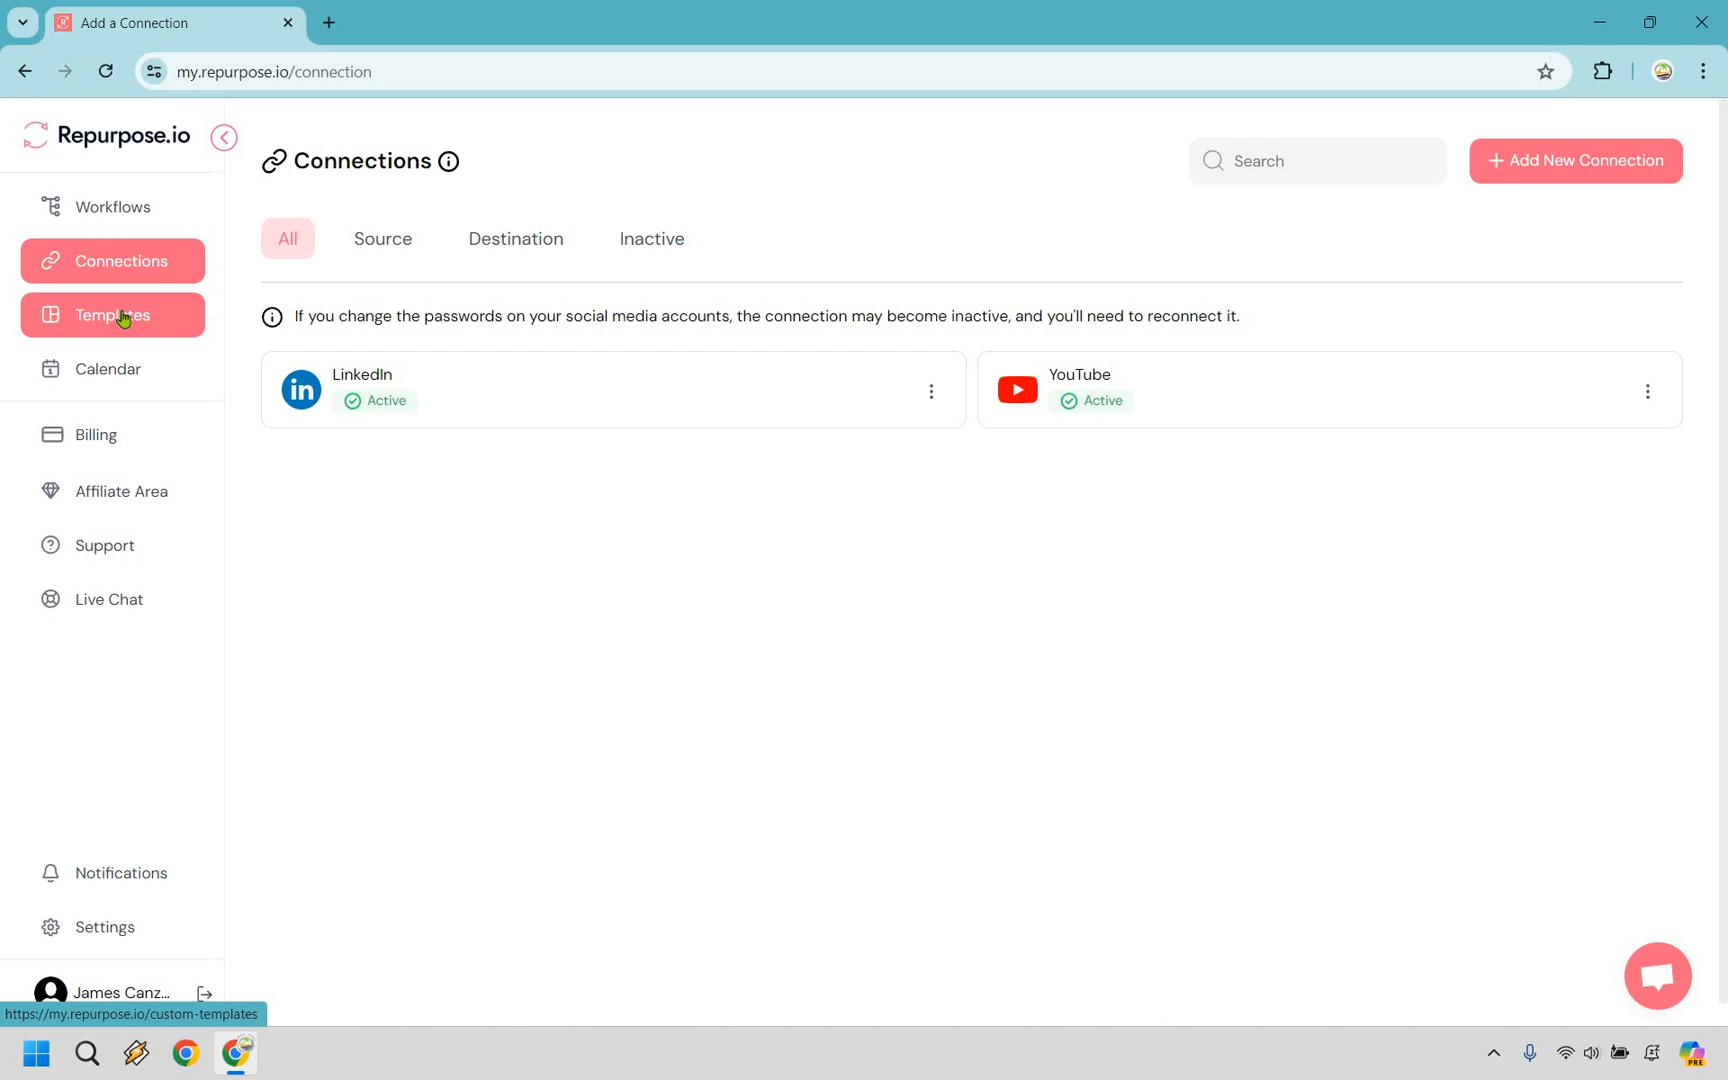 Add a Connection
my.repurpose.io/connection
Repurpose.io
Workflows
Connections
Templates
Calendar
Billing
Affiliate Area
Support
Live Chat
Notifications
Settings
James Canz...
https://my.repurpose.io/custom-templates
Connections
Search
+ Add New Connection
All
Source
Destination
Inactive
If you change the passwords on your social media accounts, the connection may become inactive, and you'll need to reconnect it.
in
LinkedIn
Active
YouTube
Active
PRE